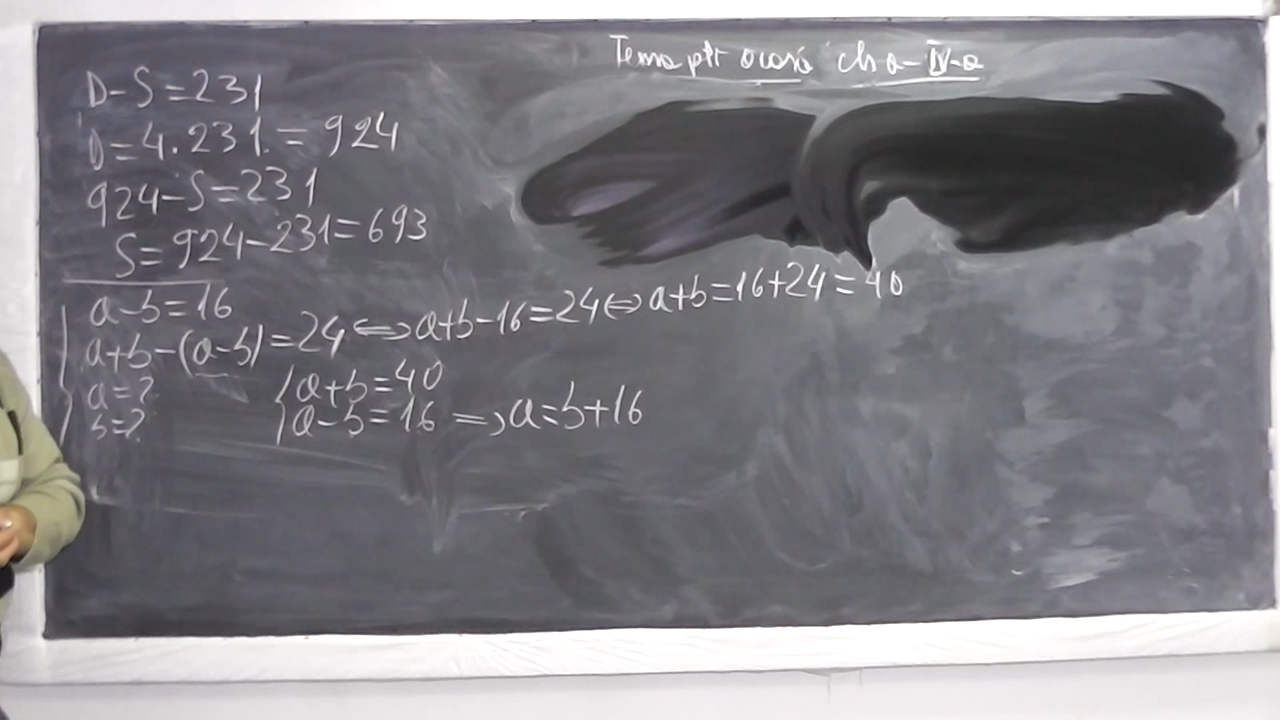 Tema ptr acasă cls a-IV-a
D-S=231
D=4.231.=924
924-S=231
S=924-231=693
a-b=16
a+b-(a-b)=24⇔a+b-16=24⇔a+b=16+24=40
a=?
b=?
a+b=40
a-b=16 ⇒a=b+16